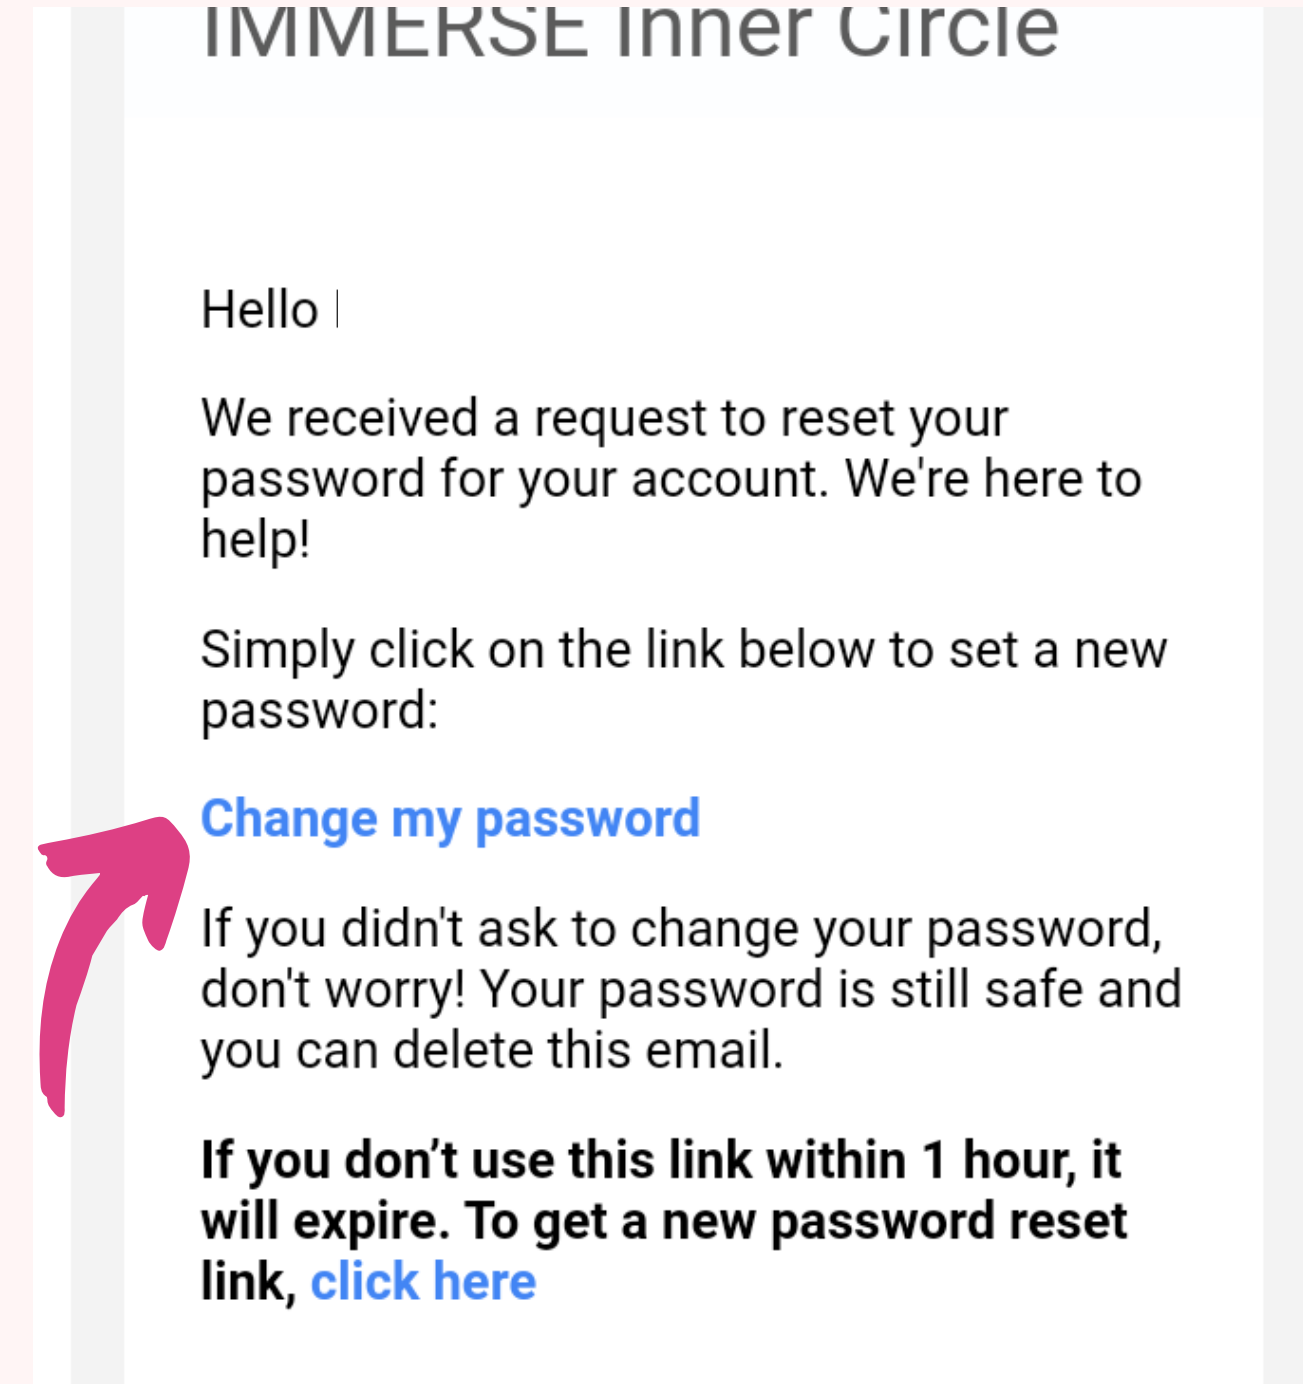 IMMERSE Inner Circle
Hello
We received a request to reset your
password for your account. We're here to
help!
Simply click on the link below to set a new
password:
Change my password
If you didn't ask to change your password,
don't worry! Your password is still safe and
you can delete this email.
If you don’t use this link within 1 hour, it
will expire. To get a new password reset
link, click here